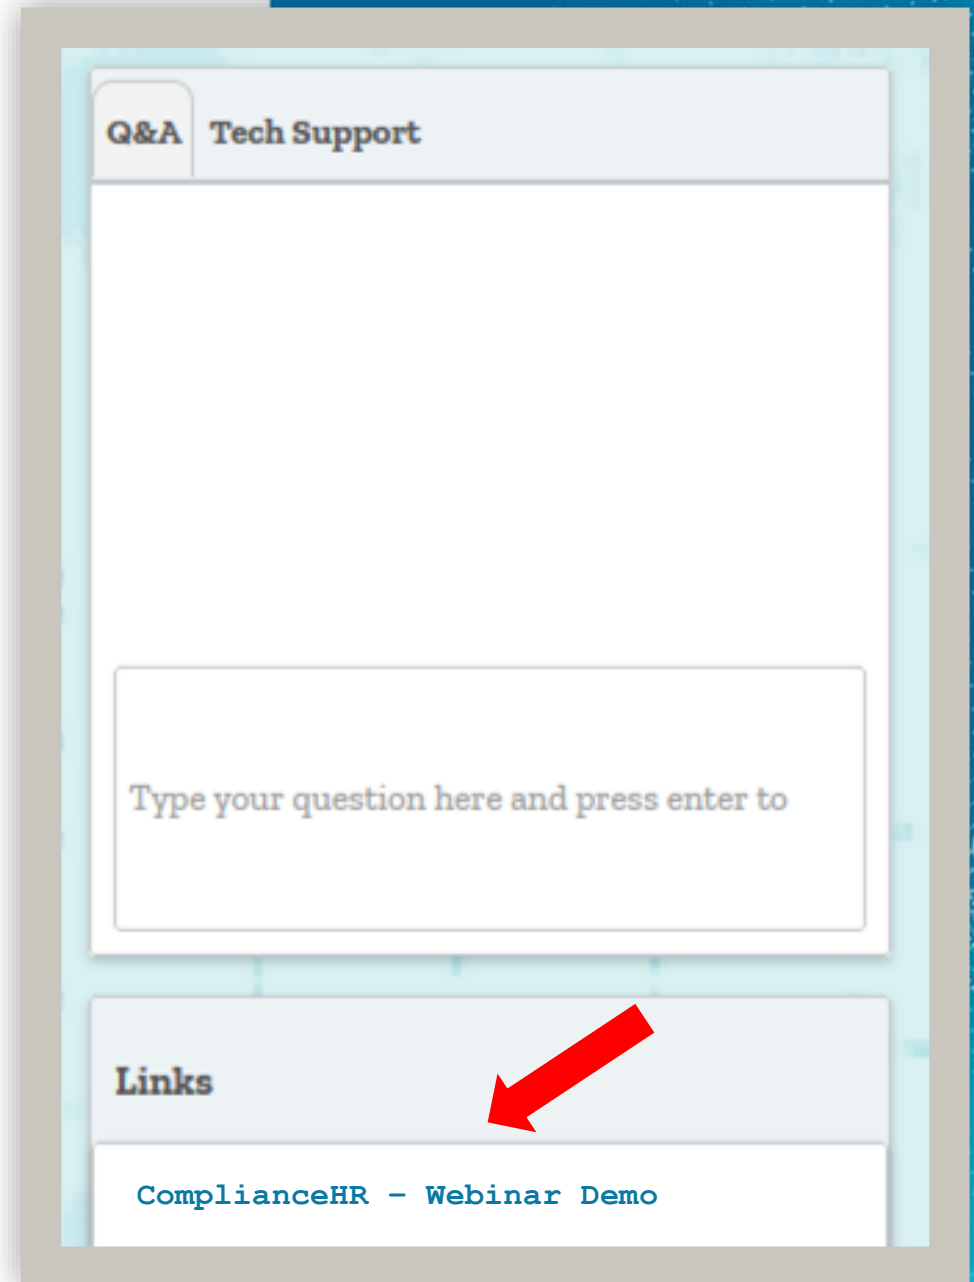 Q&A Tech Support
Type your question here and press enter to
Links
ComplianceHR – Webinar Demo